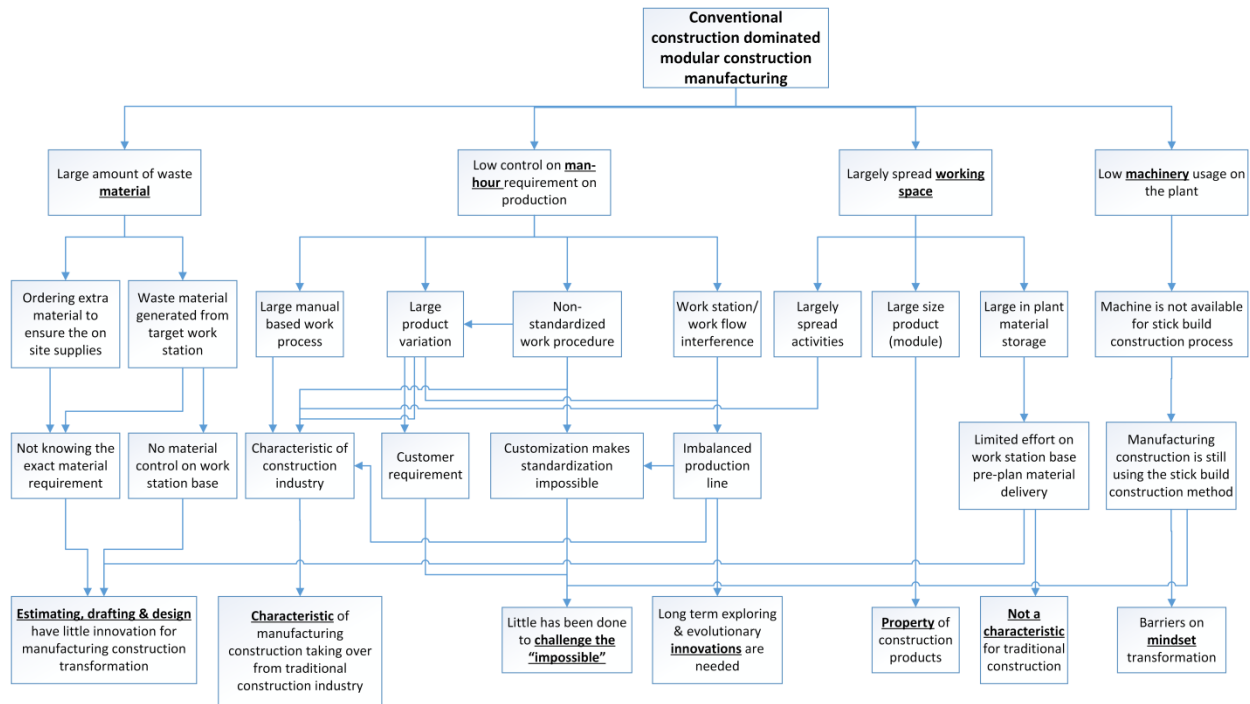 Conventional
construction dominated
modular construction
manufacturing
Large amount of waste
material
Low control on man-
hour requirement on
production
Largely spread working
space
Low machinery usage on
the plant
Ordering extra
material to
ensure the on
site supplies
Waste material
generated from
target work
station
Large manual
based work
process
Large
product
variation
Non-
standardized
work procedure
Work station/
work flow
interference
Largely
spread
activities
Large size
product
(module)
Large in plant
material
storage
Machine is not available
for stick build
construction process
Not knowing the
exact material
requirement
No material
control on work
station base
Characteristic of
construction
industry
Customer
requirement
Customization makes
standardization
impossible
Imbalanced
production
line
Limited effort on
work station base
pre-plan material
delivery
Manufacturing
construction is still
using the stick build
construction method
Estimating, drafting & design
have little innovation for
manufacturing construction
transformation
Characteristic of
manufacturing
construction taking over
from traditional
construction industry
Little has been done
to challenge the
“impossible”
Long term exploring
& evolutionary
innovations are
needed
Property of
construction
products
Not a
characteristic
for traditional
construction
Barriers on
mindset
transformation